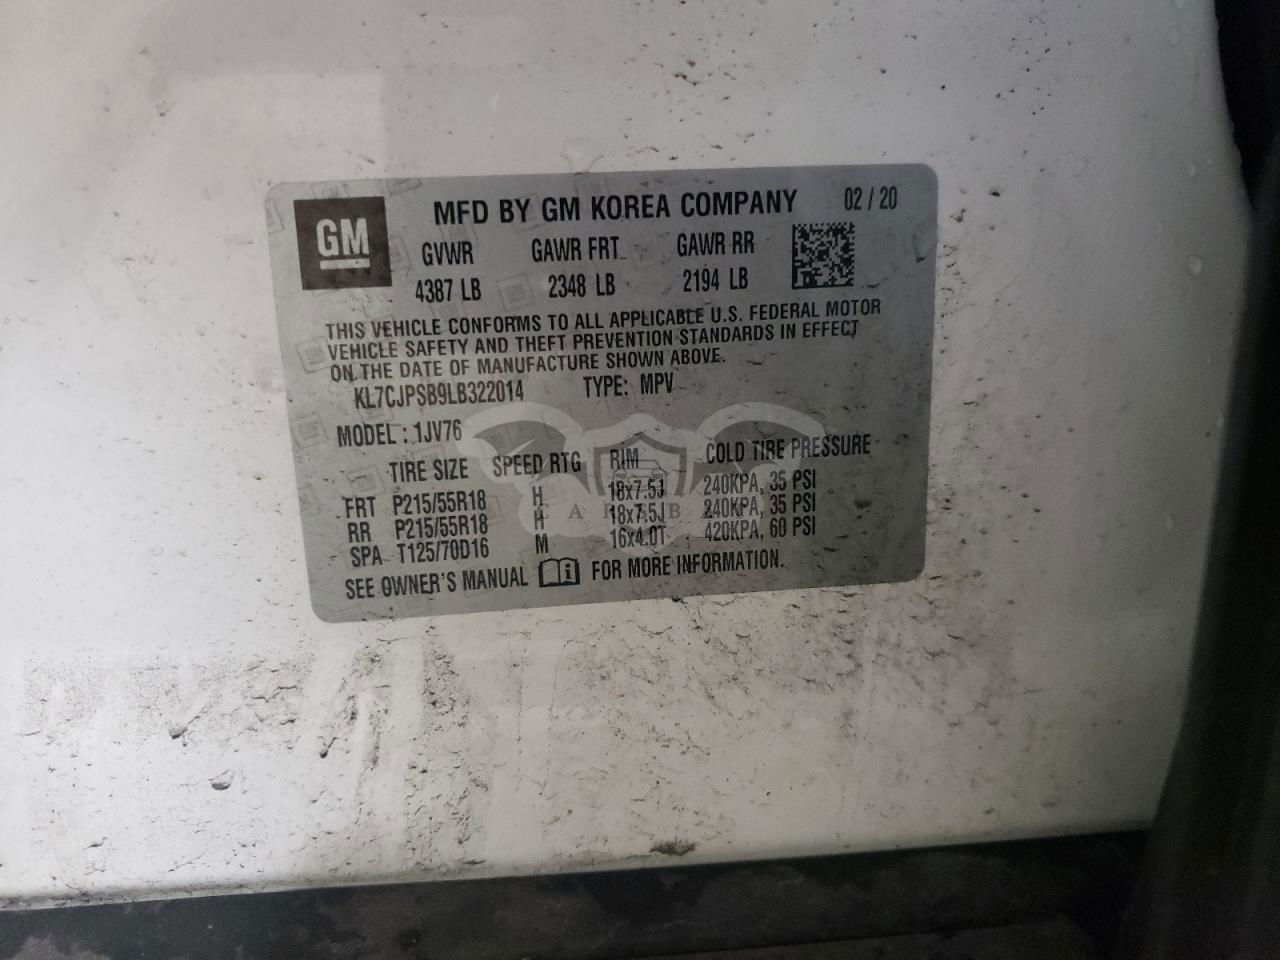 GM
MFD BY GM KOREA COMPANY 02 / 20
GVWR GAWR FRT GAWR RR
4387 LB 2348 LB 2194 LB
THIS VEHICLE CONFORMS TO ALL APPLICABLE U.S. FEDERAL MOTOR
VEHICLE SAFETY AND THEFT PREVENTION STANDARDS IN EFFECT
ON THE DATE OF MANUFACTURE SHOWN ABOVE.
KL7CJPSB9LB322014 TYPE: MPV
MODEL : 1JV76
TIRE SIZE SPEED RTG RIM COLD TIRE PRESSURE
FRT P215/55R18 H 18x7.5J 240KPA, 35 PSI
RR P215/55R18 H 18x7.5J 240KPA, 35 PSI
SPA T125/70D16 M 16x4.0T 420KPA, 60 PSI
SEE OWNER'S MANUAL FOR MORE INFORMATION.